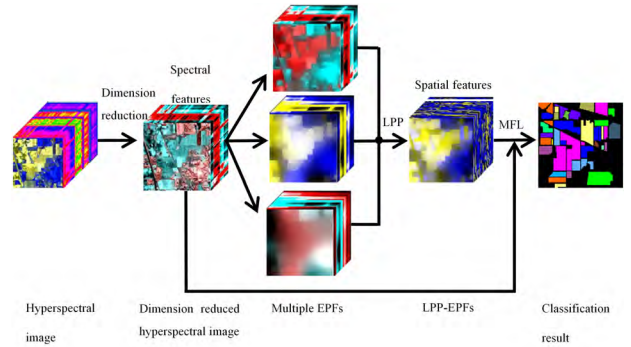 Dimension
reduction
Spectral
features
LPP
Spatial features
MFL
Hyperspectral
image
Dimension reduced
hyperspectral image
Multiple EPFs
LPP-EPFs
Classification
result